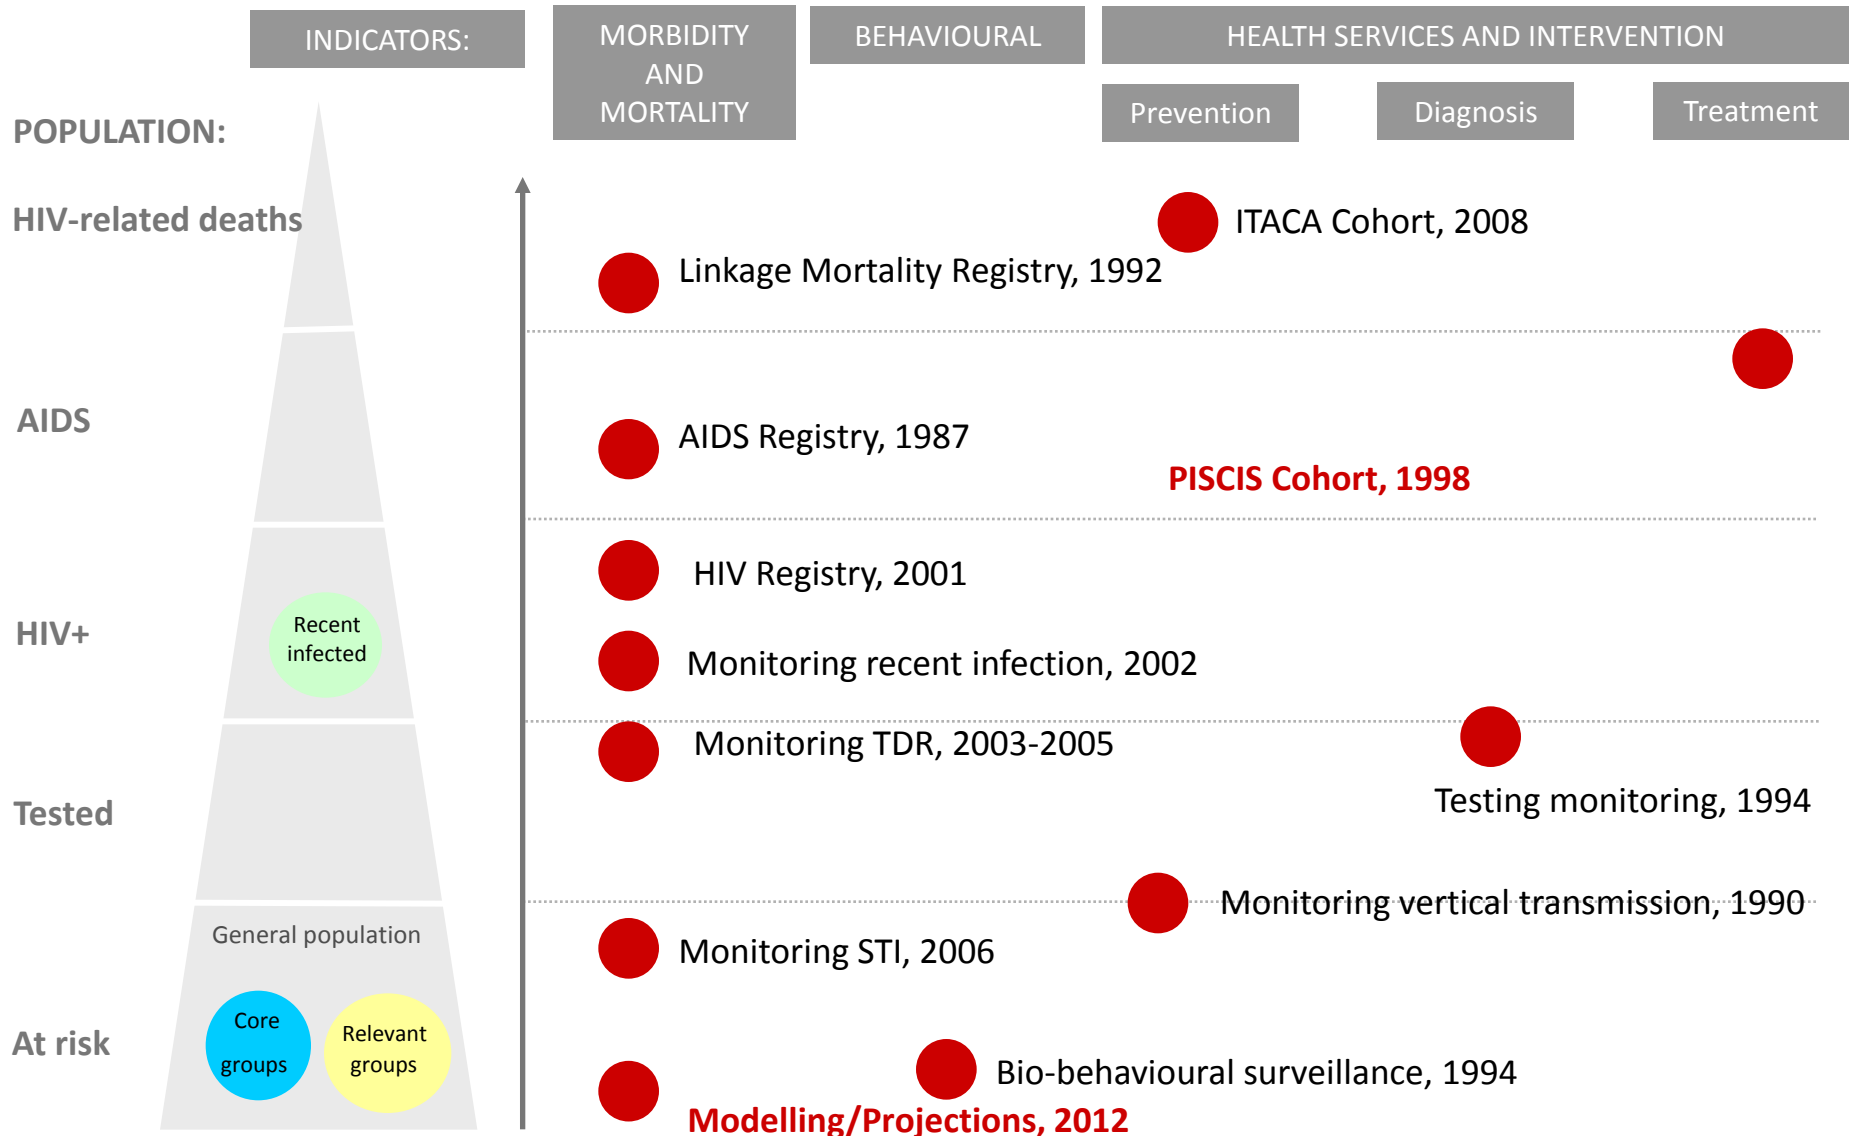 INDICATORS:
MORBIDITY
AND
MORTALITY
BEHAVIOURAL
HEALTH SERVICES AND INTERVENTION
Prevention
Diagnosis
Treatment
POPULATION:
HIV-related deaths
ITACA Cohort, 2008
Linkage Mortality Registry, 1992
AIDS
AIDS Registry, 1987
PISCIS Cohort, 1998
HIV+
Recent
infected
HIV Registry, 2001
Monitoring recent infection, 2002
Monitoring TDR, 2003-2005
Tested
Testing monitoring, 1994
Monitoring vertical transmission, 1990
General population
Monitoring STI, 2006
At risk
Core
groups
Relevant
groups
Bio-behavioural surveillance, 1994
Modelling/Projections, 2012